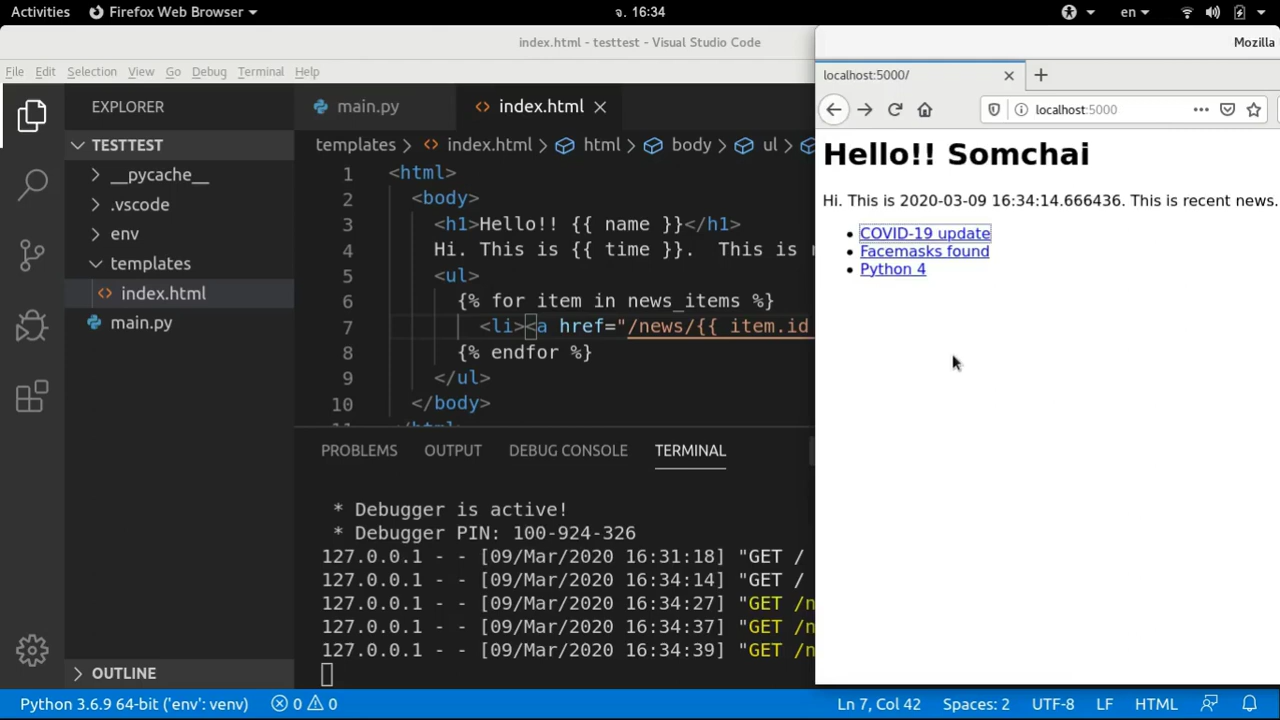 Activities Firefox Web Browser จ. 16:34 en
index.html - testtest - Visual Studio Code
Mozilla
File Edit Selection View Go Debug Terminal Help
EXPLORER
TESTTEST
__pycache__
.vscode
env
templates
index.html
main.py
OUTLINE
main.py index.html
templates index.html html body ul
1 <html>
2 <body>
3 <h1>Hello!! {{ name }}</h1>
4 Hi. This is {{ time }}.  This is
5 <ul>
6 {% for item in news_items %}
7 <li><a href="/news/{{ item.id
8 {% endfor %}
9 </ul>
10 </body>
11 </html>
PROBLEMS OUTPUT DEBUG CONSOLE TERMINAL
* Debugger is active!
* Debugger PIN: 100-924-326
127.0.0.1 - - [09/Mar/2020 16:31:18] "GET /
127.0.0.1 - - [09/Mar/2020 16:34:14] "GET /
127.0.0.1 - - [09/Mar/2020 16:34:27] "GET /n
127.0.0.1 - - [09/Mar/2020 16:34:37] "GET /n
127.0.0.1 - - [09/Mar/2020 16:34:39] "GET /n
localhost:5000/
localhost:5000
Hello!! Somchai
Hi. This is 2020-03-09 16:34:14.666436. This is recent news.
COVID-19 update
Facemasks found
Python 4
Python 3.6.9 64-bit ('env': venv) 0 0 Ln 7, Col 42 Spaces: 2 UTF-8 LF HTML